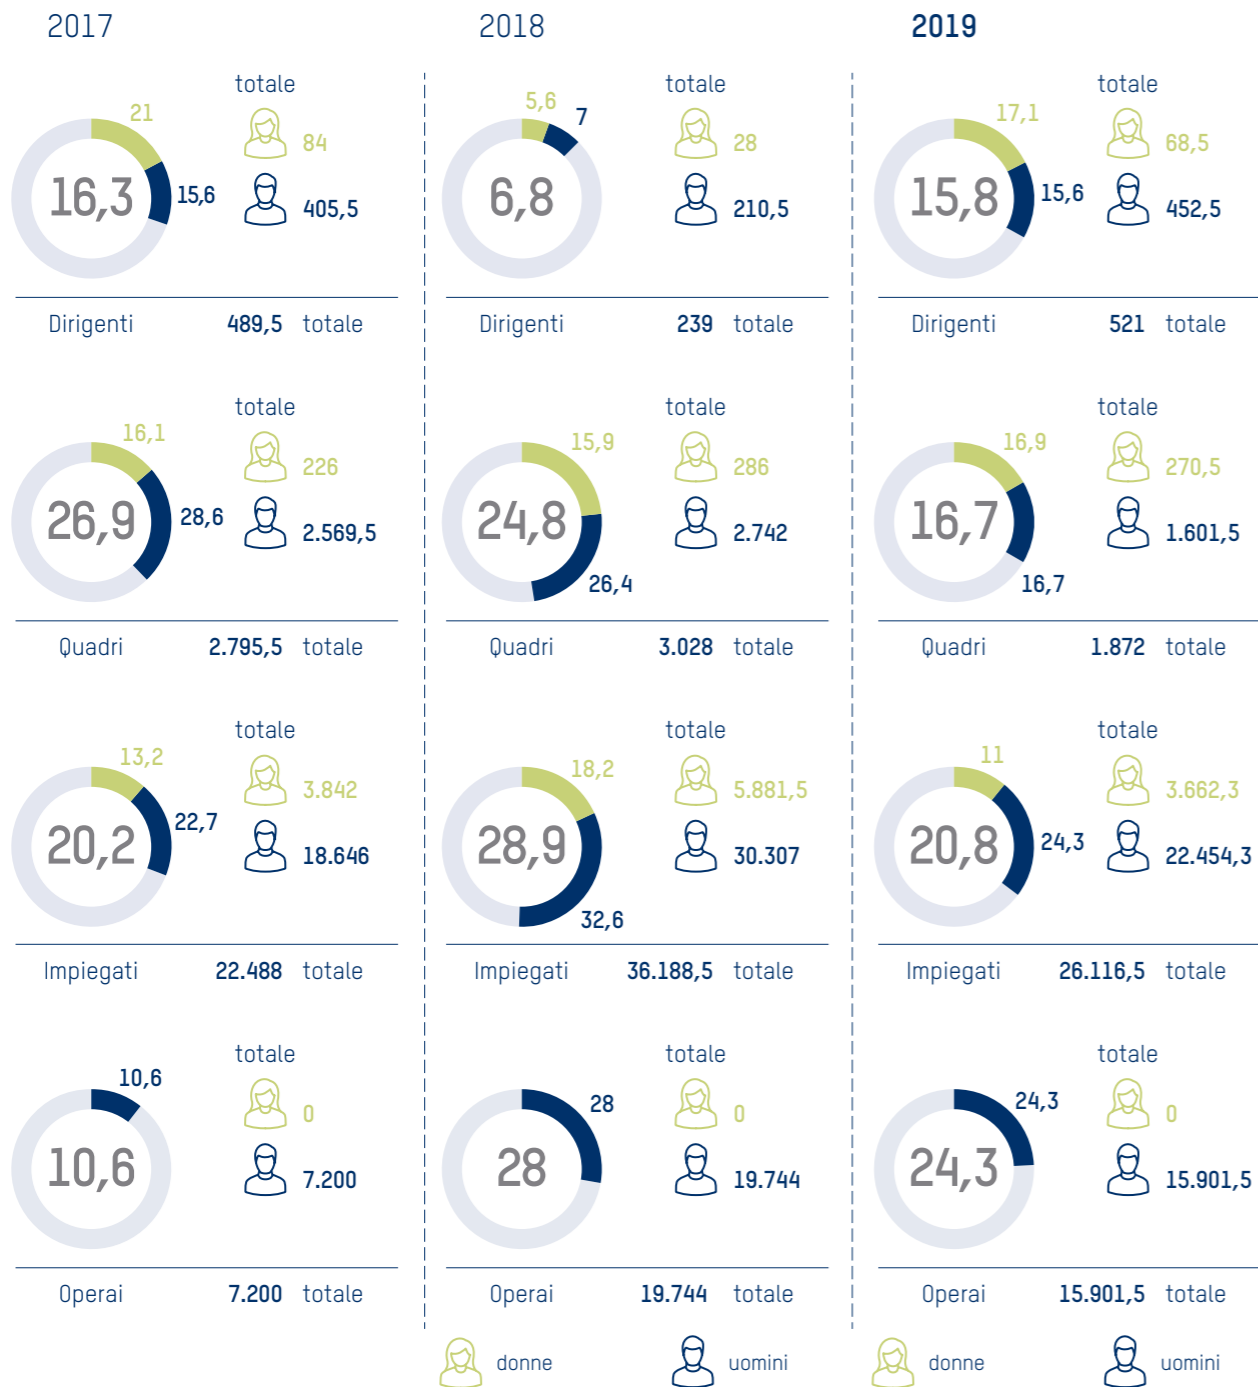 2017
totale
21
84
16,3
15,6
405,5
Dirigenti 489,5 totale
totale
16,1
226
26,9
28,6
2.569,5
Quadri 2.795,5 totale
totale
13,2
3.842
22,7
20,2
18.646
Impiegati 22.488 totale
totale
10,6
0
10,6
7.200
Operai 7.200 totale
2018
totale
5,6
7
28
6,8
210,5
Dirigenti 239 totale
totale
15,9
286
24,8
2.742
26,4
Quadri 3.028 totale
totale
18,2
5.881,5
28,9
30.307
32,6
Impiegati 36.188,5 totale
totale
28
0
28
19.744
Operai 19.744 totale
donne uomini
2019
totale
17,1
68,5
15,8
15,6
452,5
Dirigenti 521 totale
totale
16,9
270,5
16,7
1.601,5
16,7
Quadri 1.872 totale
totale
11
3.662,3
20,8
24,3
22.454,3
Impiegati 26.116,5 totale
totale
24,3
0
24,3
15.901,5
Operai 15.901,5 totale
donne uomini